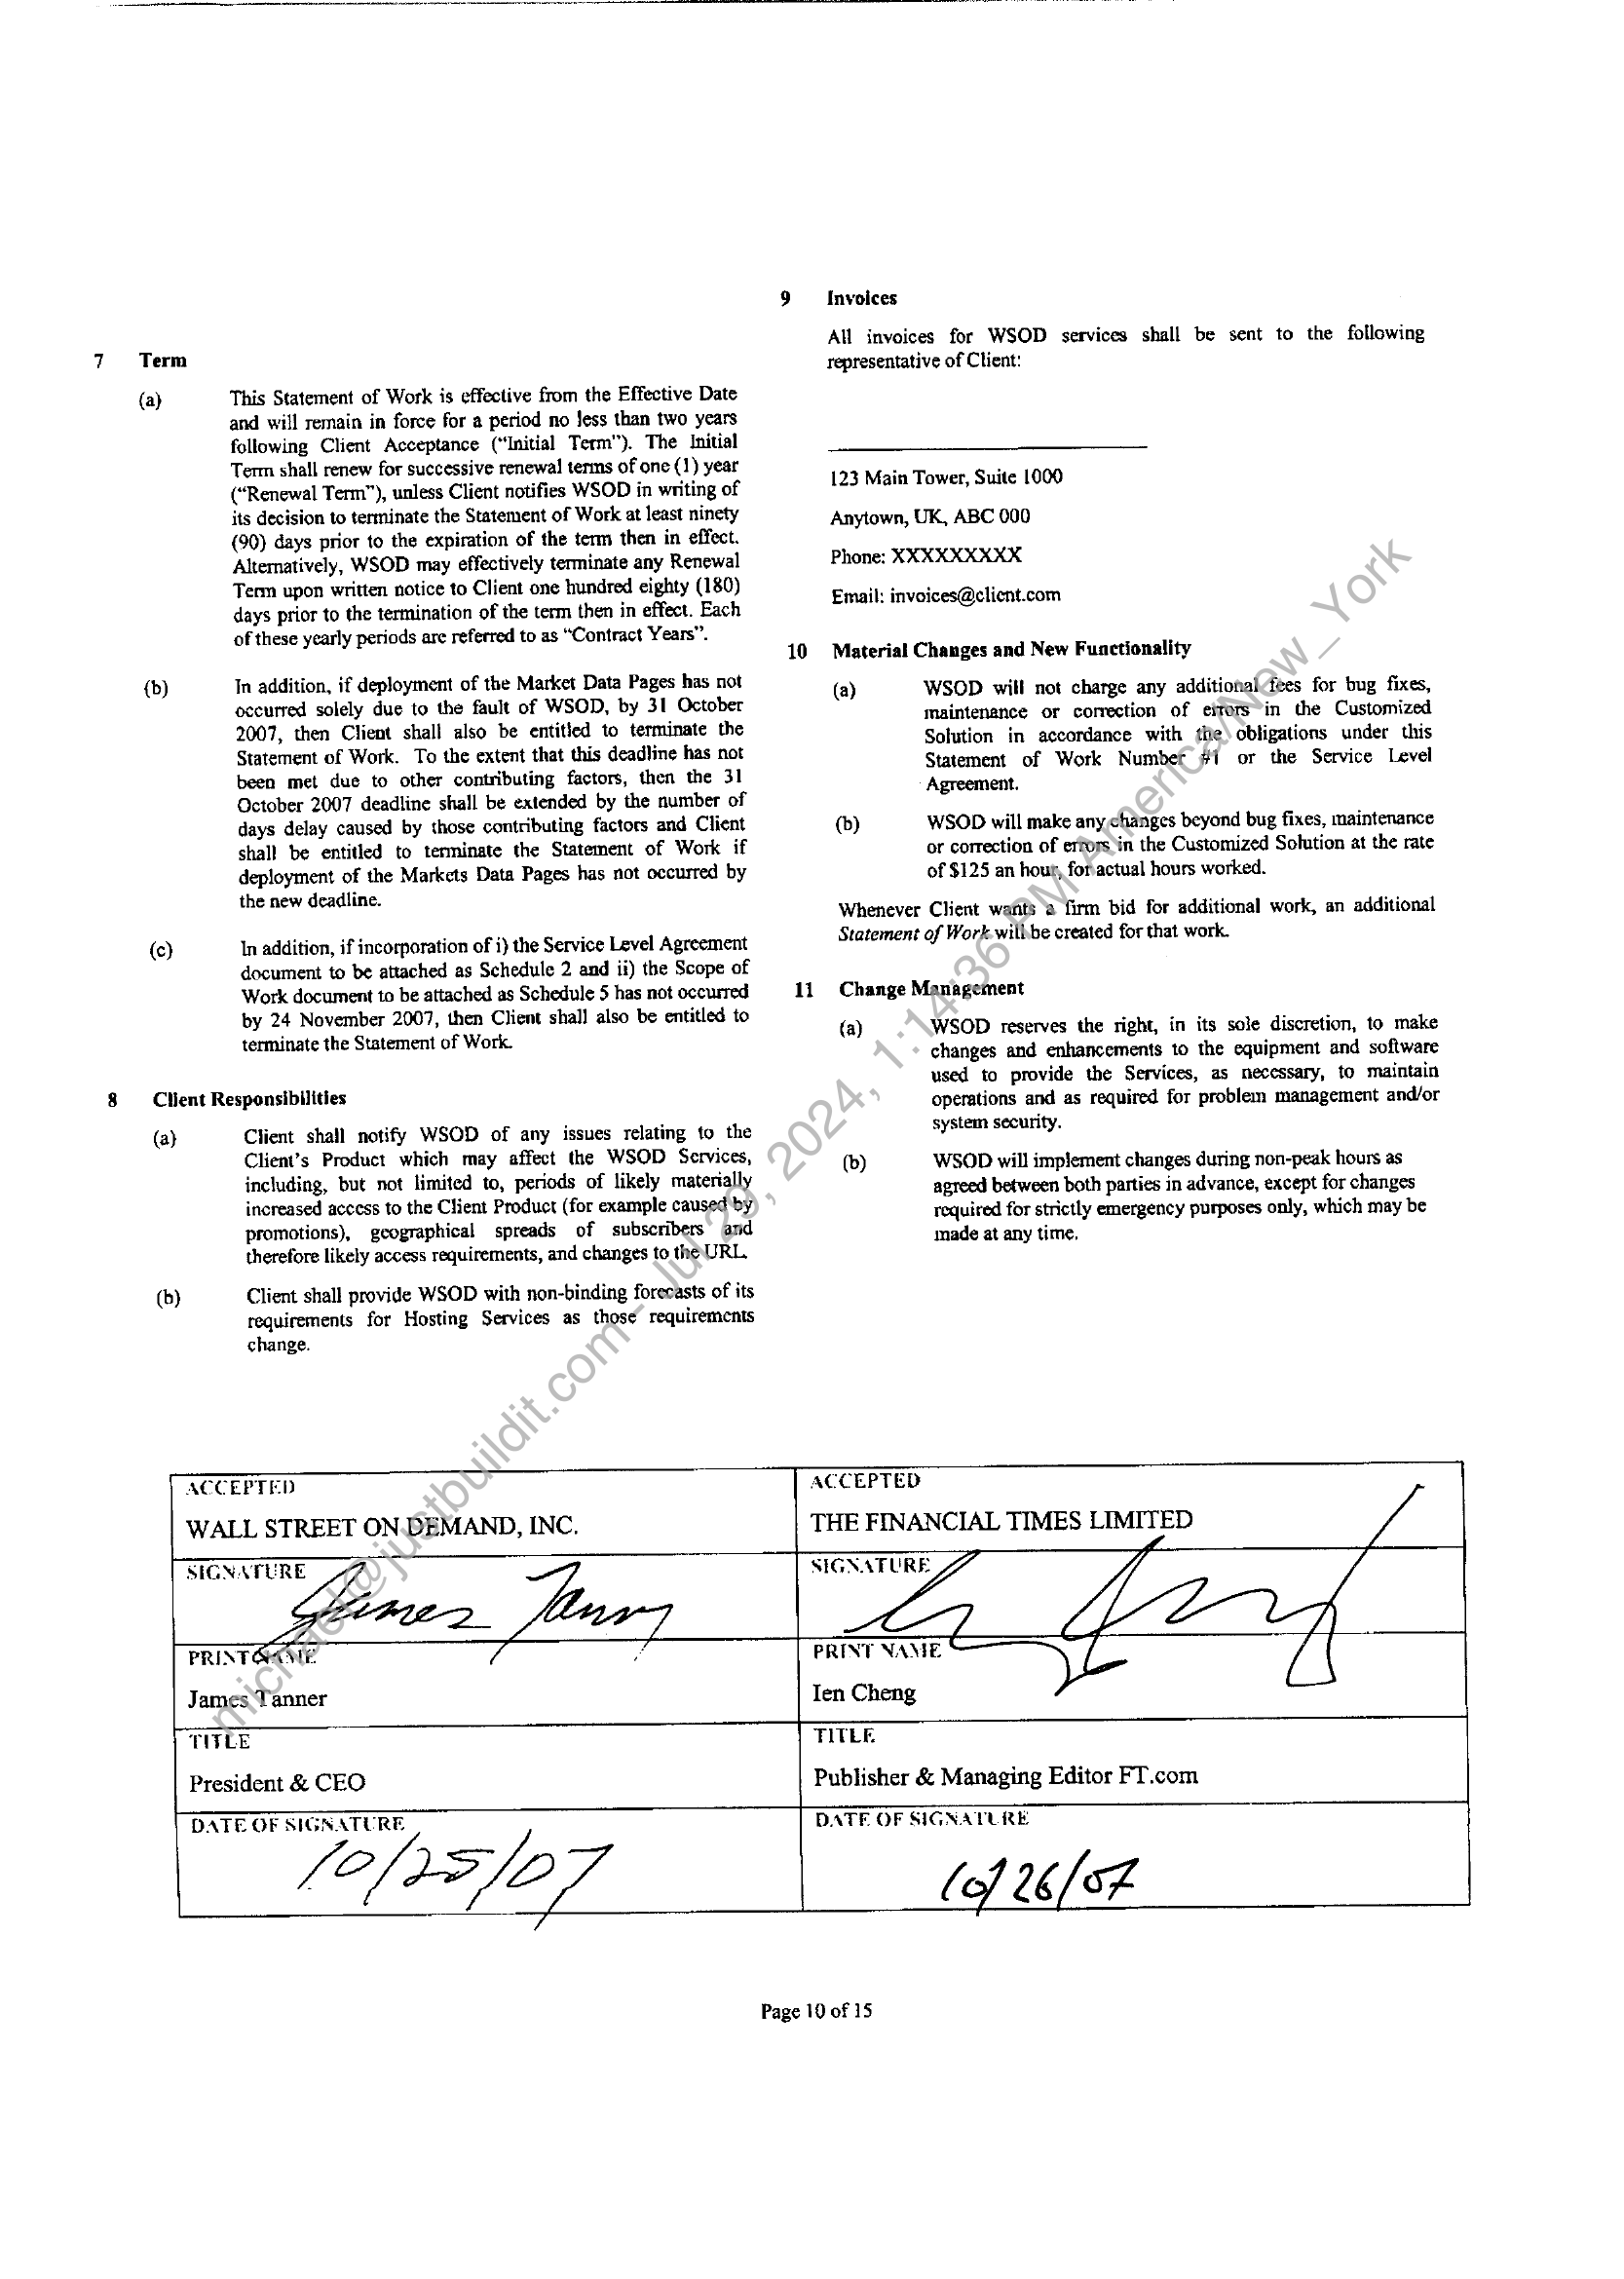 7 Term
(a) This Statement of Work is effective from the Effective Date
and will remain in force for a period no less than two years
following Client Acceptance (“Initial Term”). The Initial
Term shall renew for successive renewal terms of one (1) year
(“Renewal Term”), unless Client notifies WSOD in writing of
its decision to terminate the Statement of Work at least ninety
(90) days prior to the expiration of the term then in effect.
Alternatively, WSOD may effectively terminate any Renewal
Term upon written notice to Client one hundred eighty (180)
days prior to the termination of the term then in effect. Each
of these yearly periods are referred to as “Contract Years”.
(b) In addition, if deployment of the Market Data Pages has not
occurred solely due to the fault of WSOD, by 31 October
2007, then Client shall also be entitled to terminate the
Statement of Work. To the extent that this deadline has not
been met due to other contributing factors, then the 31
October 2007 deadline shall be extended by the number of
days delay caused by those contributing factors and Client
shall be entitled to terminate the Statement of Work if
deployment of the Markets Data Pages has not occurred by
the new deadline.
(c) In addition, if incorporation of i) the Service Level Agreement
document to be attached as Schedule 2 and ii) the Scope of
Work document to be attached as Schedule 5 has not occurred
by 24 November 2007, then Client shall also be entitled to
terminate the Statement of Work.
8 Client Responsibilities
(a) Client shall notify WSOD of any issues relating to the
Client's Product which may affect the WSOD Services,
including, but not limited to, periods of likely materially
increased access to the Client Product (for example caused by
promotions), geographical spreads of subscribers and
therefore likely access requirements, and changes to the URL.
(b) Client shall provide WSOD with non-binding forecasts of its
requirements for Hosting Services as those requirements
change.
9 Invoices
All invoices for WSOD services shall be sent to the following
representative of Client:
123 Main Tower, Suite 1000
Anytown, UK, ABC 000
Phone: XXXXXXXXX
Email: invoices@client.com
10 Material Changes and New Functionality
(a) WSOD will not charge any additional fees for bug fixes,
maintenance or correction of errors in the Customized
Solution in accordance with the obligations under this
Statement of Work Number #1 or the Service Level
Agreement.
(b) WSOD will make any changes beyond bug fixes, maintenance
or correction of errors in the Customized Solution at the rate
of $125 an hour, for actual hours worked.
Whenever Client wants a firm bid for additional work, an additional
Statement of Work will be created for that work.
11 Change Management
(a) WSOD reserves the right, in its sole discretion, to make
changes and enhancements to the equipment and software
used to provide the Services, as necessary, to maintain
operations and as required for problem management and/or
system security.
(b) WSOD will implement changes during non-peak hours as
agreed between both parties in advance, except for changes
required for strictly emergency purposes only, which may be
made at any time.
michael@justbuildit.com - Jul 29, 2024, 1:14:36 PM America/New_York
ACCEPTED
WALL STREET ON DEMAND, INC.
SIGNATURE
James Tanner
PRINT NAME
James Tanner
TITLE
President & CEO
DATE OF SIGNATURE
10/25/07
ACCEPTED
THE FINANCIAL TIMES LIMITED
SIGNATURE
PRINT NAME
Ien Cheng
TITLE
Publisher & Managing Editor FT.com
DATE OF SIGNATURE
10/26/07
Page 10 of 15